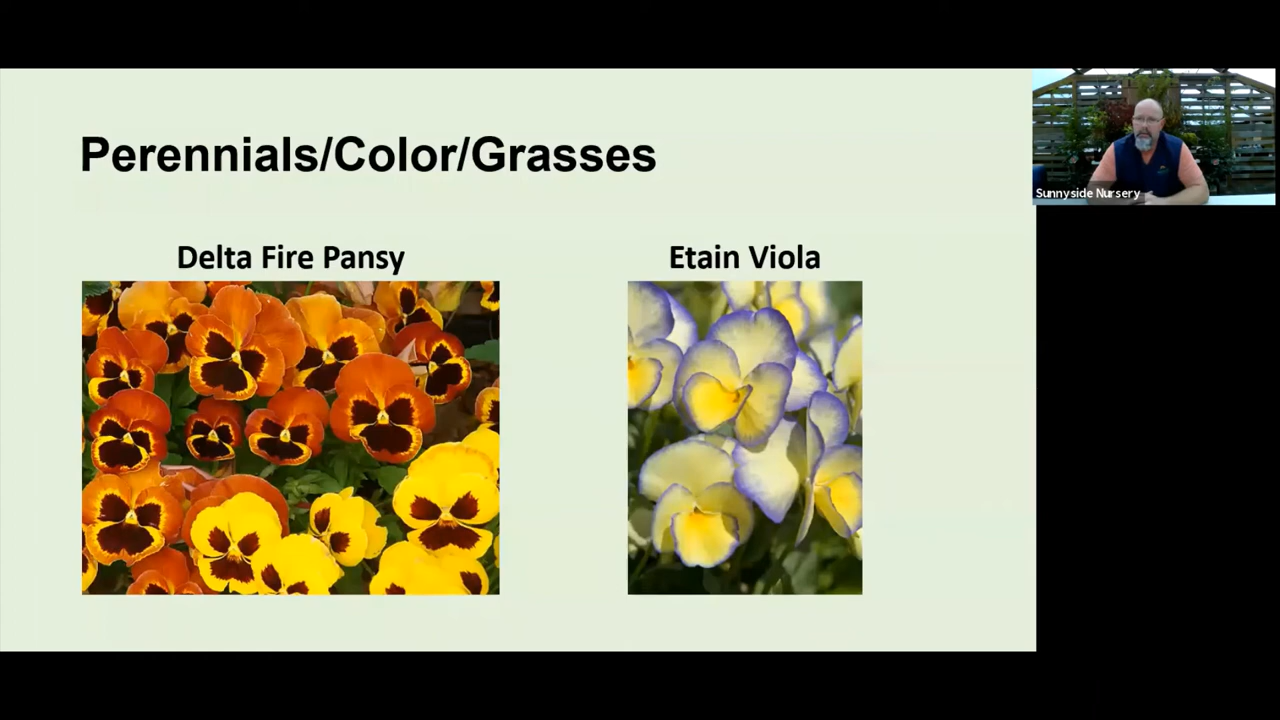 Perennials/Color/Grasses
Delta Fire Pansy
Etain Viola
Sunnyside Nursery